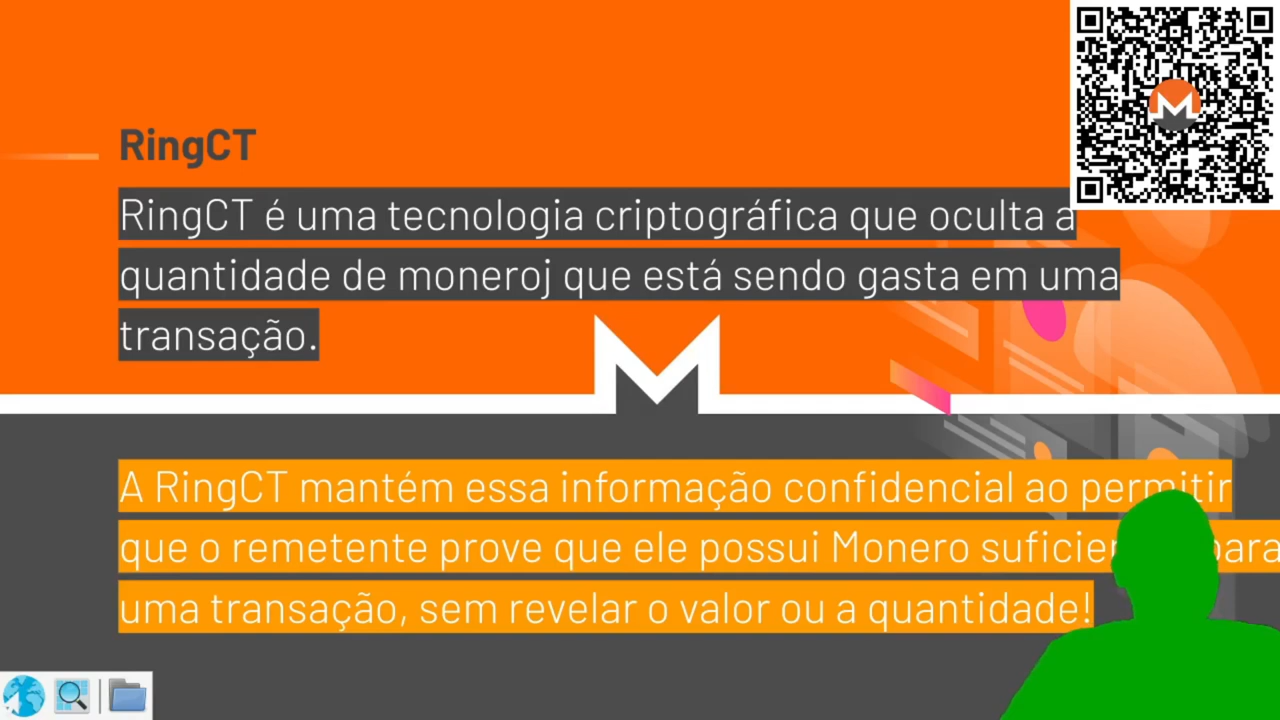 RingCT
RingCT é uma tecnologia criptográfica que oculta a
quantidade de moneroj que está sendo gasta em uma
transação.
A RingCT mantém essa informação confidencial ao permitir
que o remetente prove que ele possui Monero para
uma transação, sem revelar o valor ou a quantidade!